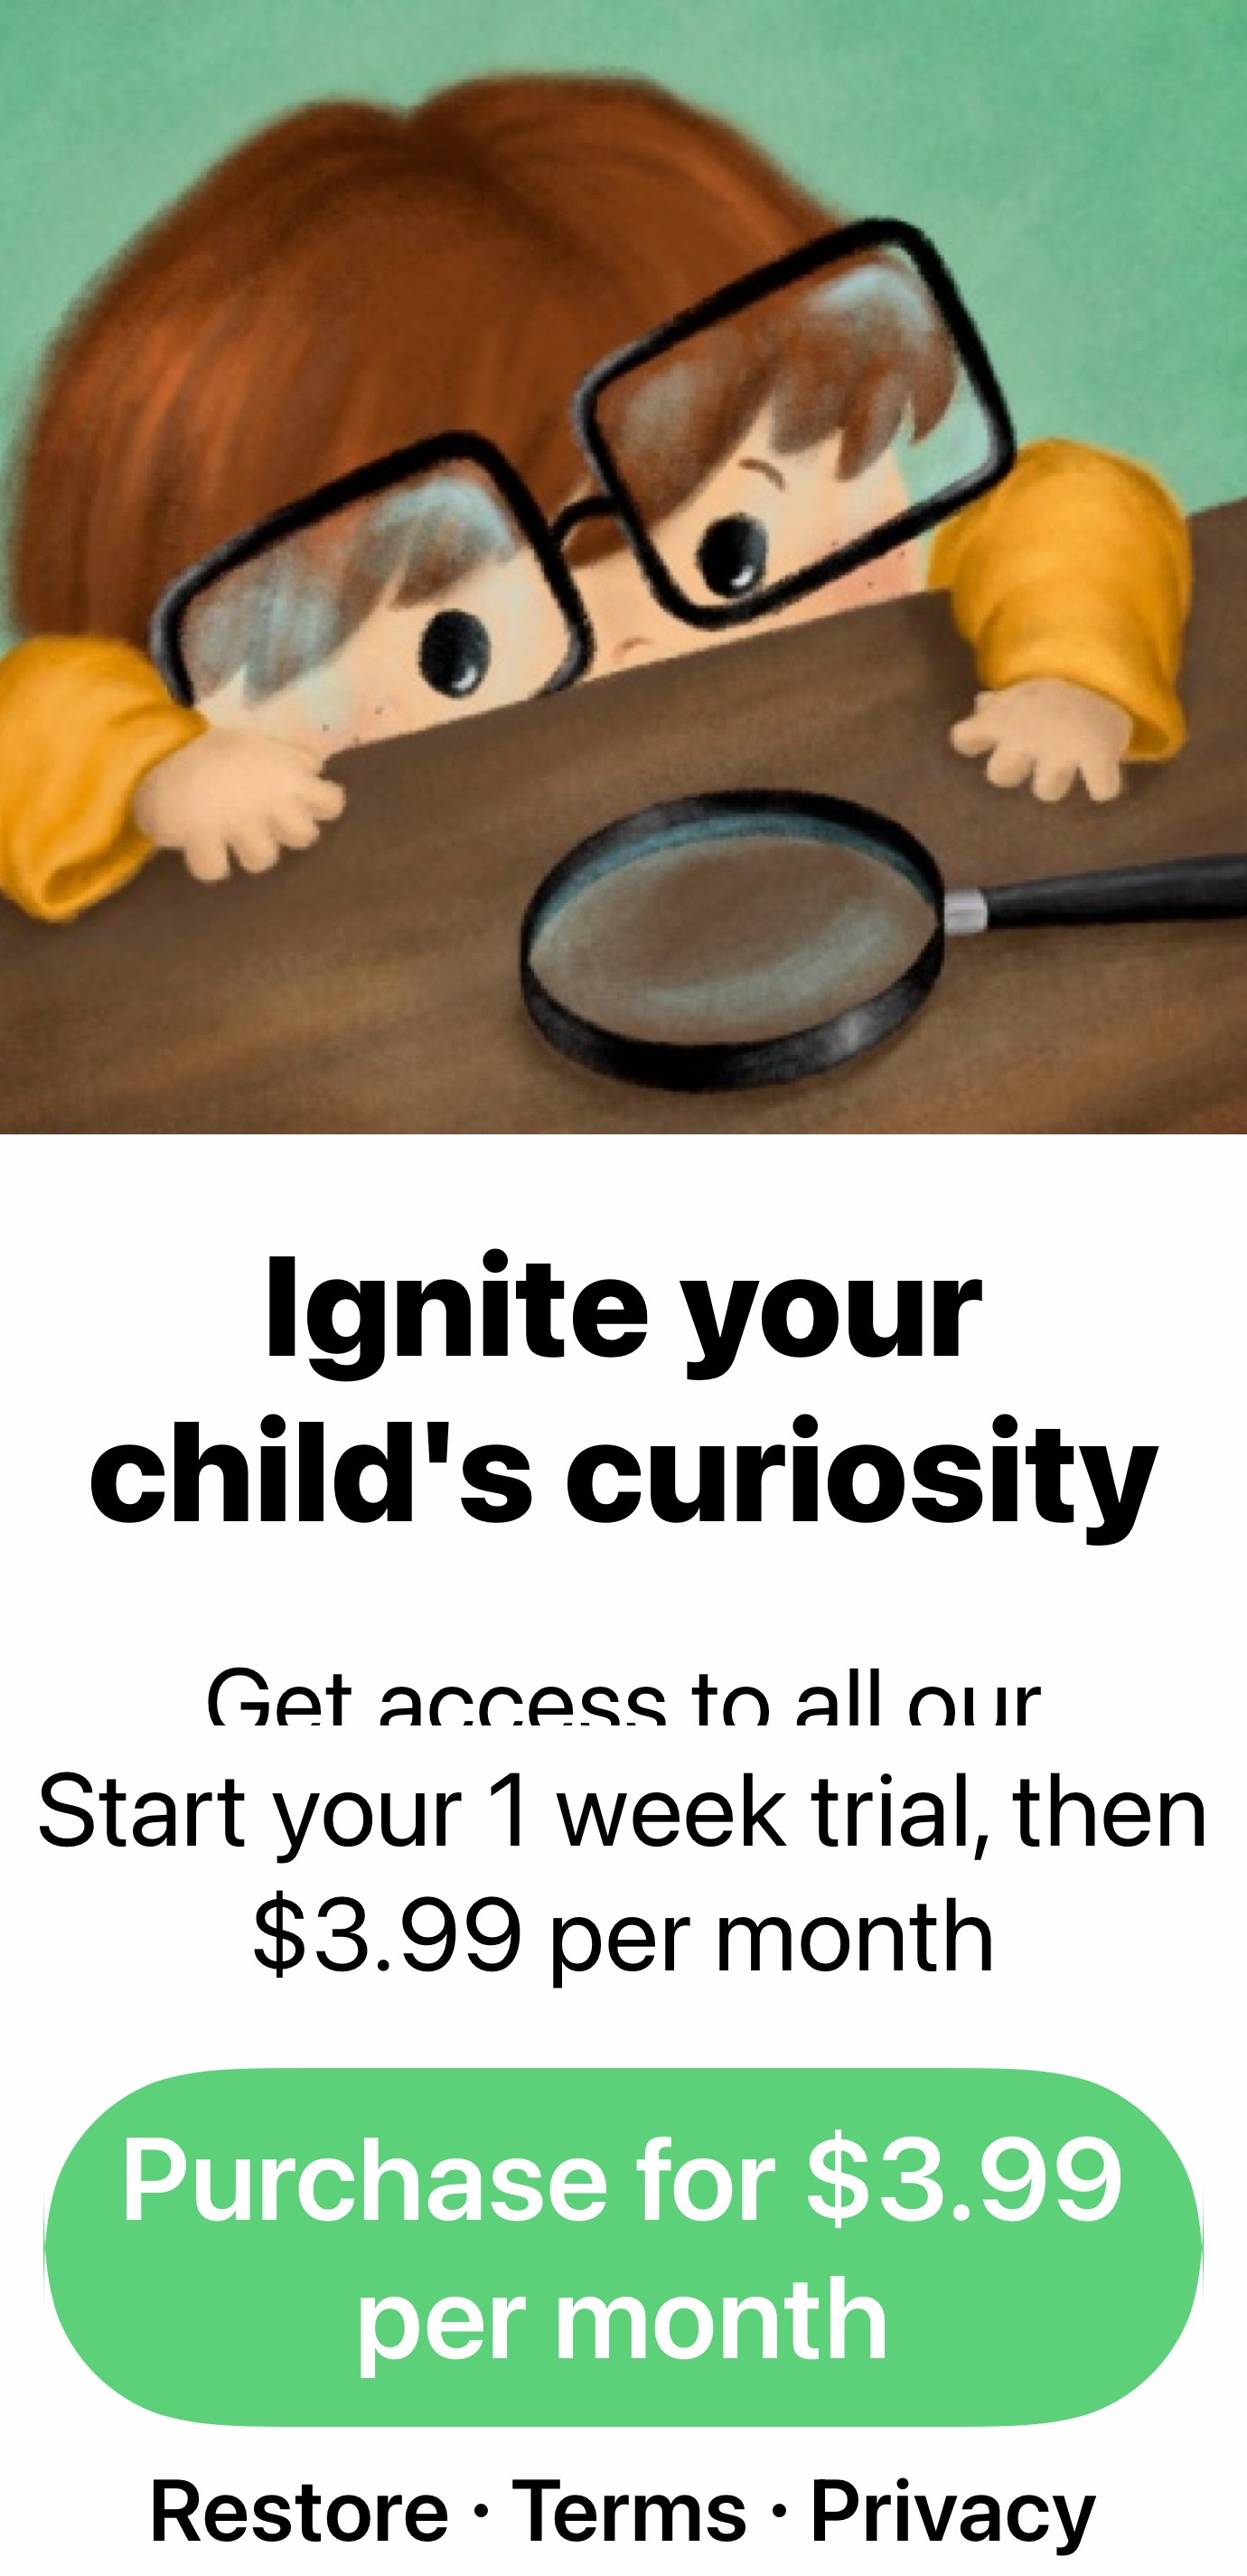 Ignite your
child's curiosity
Get access to all our
Start your 1 week trial, then
$3.99 per month
Purchase for $3.99
per month
Restore · Terms · Privacy